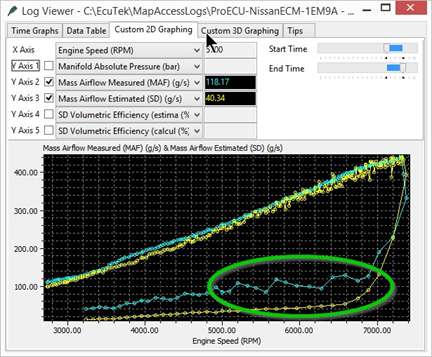 Log Viewer - C:\EcuTek\MapAccessLogs\ProECU-NissanECM-1EM9A - C
Time Graphs Data Table Custom 2D Graphing Custom 3D Graphing Tips
X Axis Engine Speed (RPM)
Y Axis 1 Manifold Absolute Pressure (bar)
Y Axis 2 Mass Airflow Measured (MAF) (g/s) 118.17
Y Axis 3 Mass Airflow Estimated (SD) (g/s) 40.34
Y Axis 4 SD Volumetric Efficiency (estima (%
Y Axis 5 SD Volumetric Efficiency (calcul (%
Start Time
End Time
Mass Airflow Measured (MAF) (g/s) & Mass Airflow Estimated (SD) (g/s)
400.00
300.00
200.00
100.00
3000.00 4000.00 5000.00 6000.00 7000.00
Engine Speed (RPM)